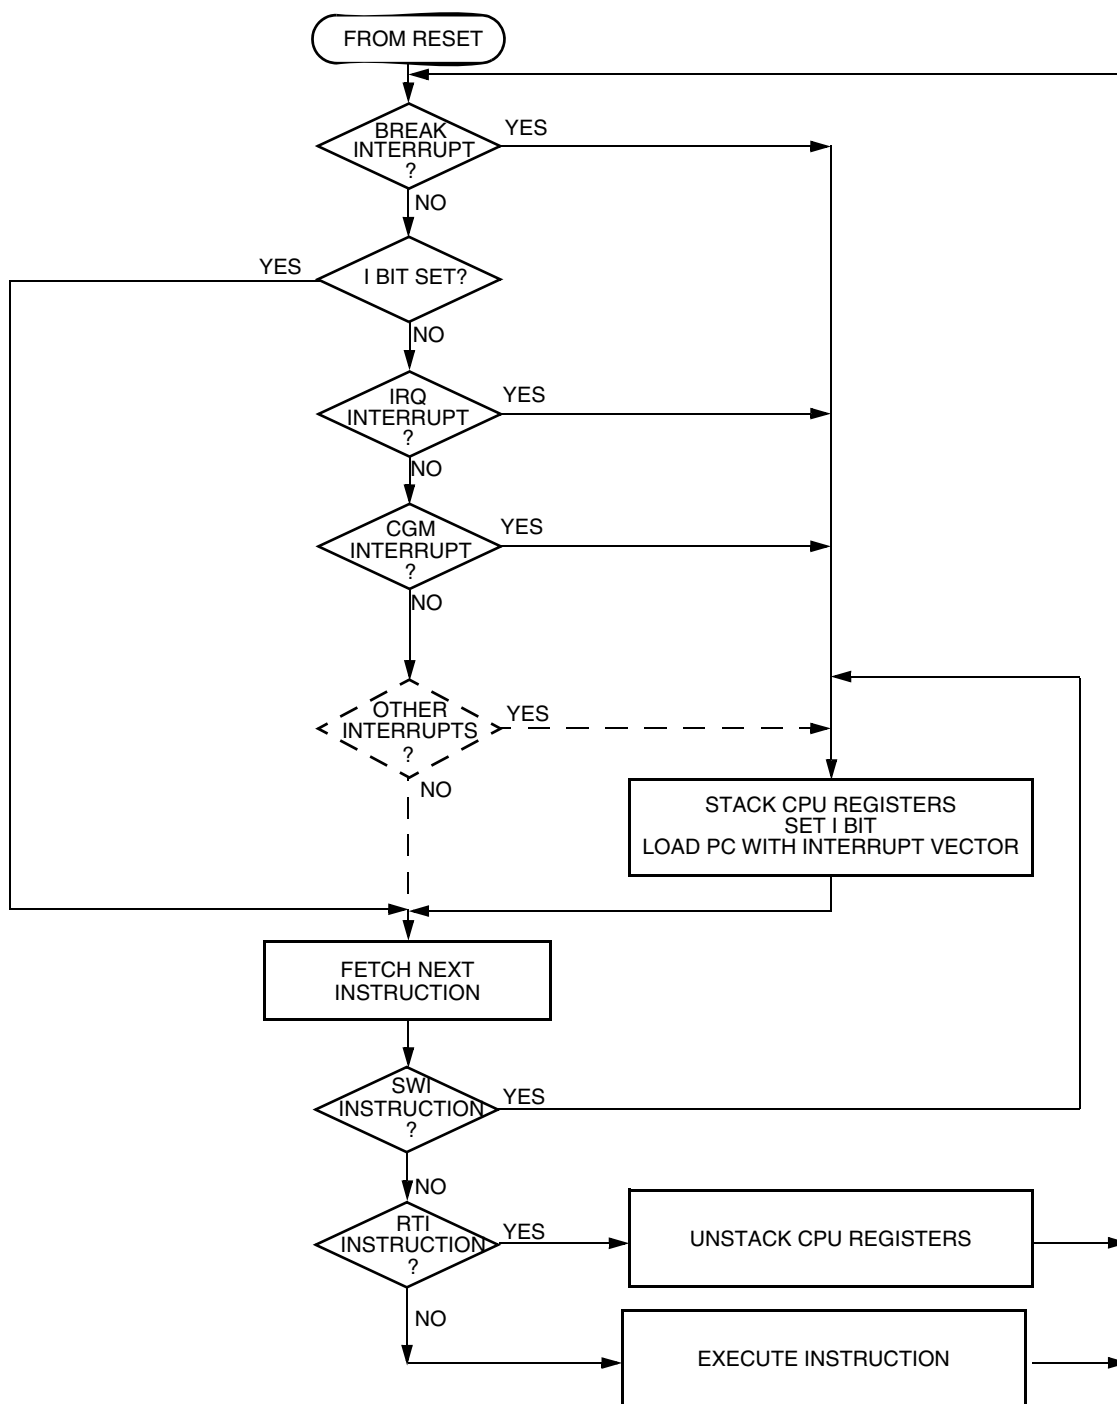 FROM RESET
BREAK
INTERRUPT
?
YES
NO
I BIT SET?
YES
NO
IRQ
INTERRUPT
?
YES
NO
CGM
INTERRUPT
?
YES
NO
OTHER
INTERRUPTS
?
YES
NO
STACK CPU REGISTERS
SET I BIT
LOAD PC WITH INTERRUPT VECTOR
FETCH NEXT
INSTRUCTION
SWI
INSTRUCTION
?
YES
NO
RTI
INSTRUCTION
?
YES
UNSTACK CPU REGISTERS
NO
EXECUTE INSTRUCTION